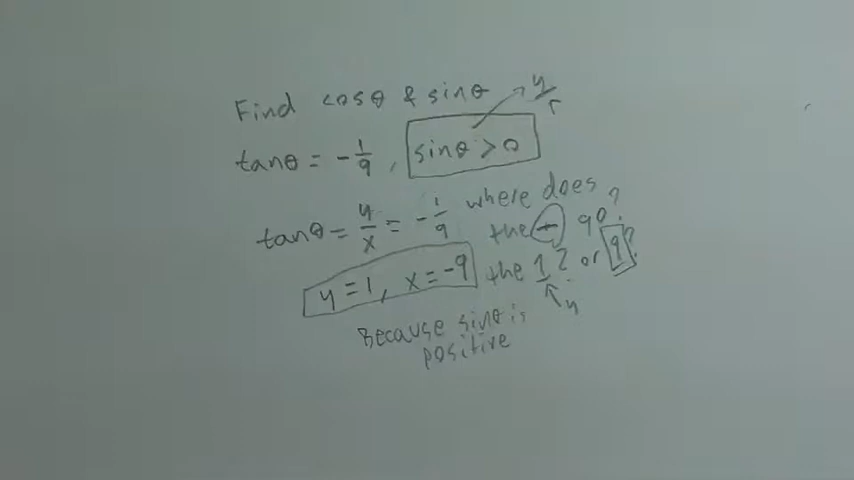 Find cosθ & sinθ y/r
tanθ = -1/9, sinθ > 0
tanθ = y/x = -1/9 where does
the - go?
y = 1, x = -9 the 1? or 9?
y
Because sinθ is
positive